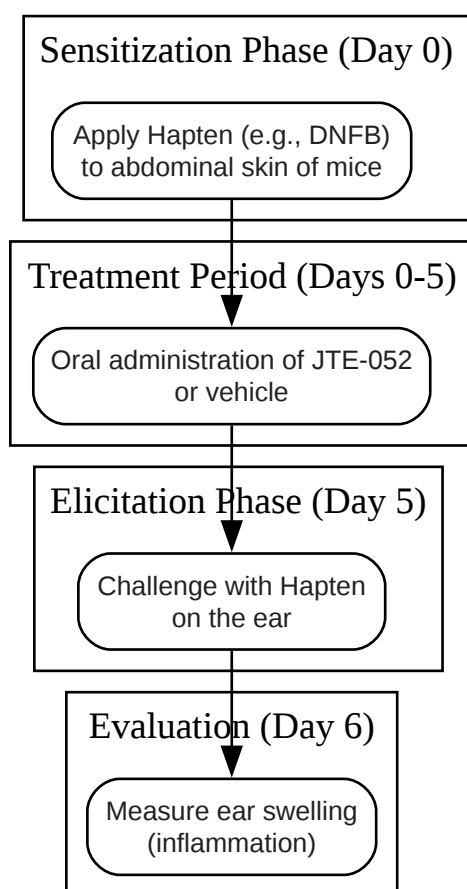 Sensitization Phase (Day 0)
Apply Hapten (e.g., DNFB)
to abdominal skin of mice
Treatment Period (Days 0-5)
Oral administration of JTE-052
or vehicle
Elicitation Phase (Day 5)
Challenge with Hapten
on the ear
Evaluation (Day 6)
Measure ear swelling
(inflammation)